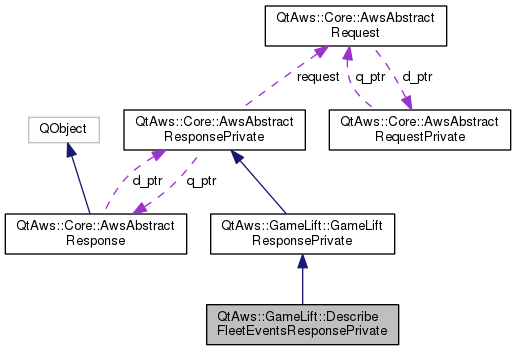 QtAws::Core::AwsAbstract
Request
request
q_ptr
d_ptr
QObject
QtAws::Core::AwsAbstract
ResponsePrivate
QtAws::Core::AwsAbstract
RequestPrivate
d_ptr
q_ptr
QtAws::Core::AwsAbstract
Response
QtAws::GameLift::GameLift
ResponsePrivate
QtAws::GameLift::Describe
FleetEventsResponsePrivate